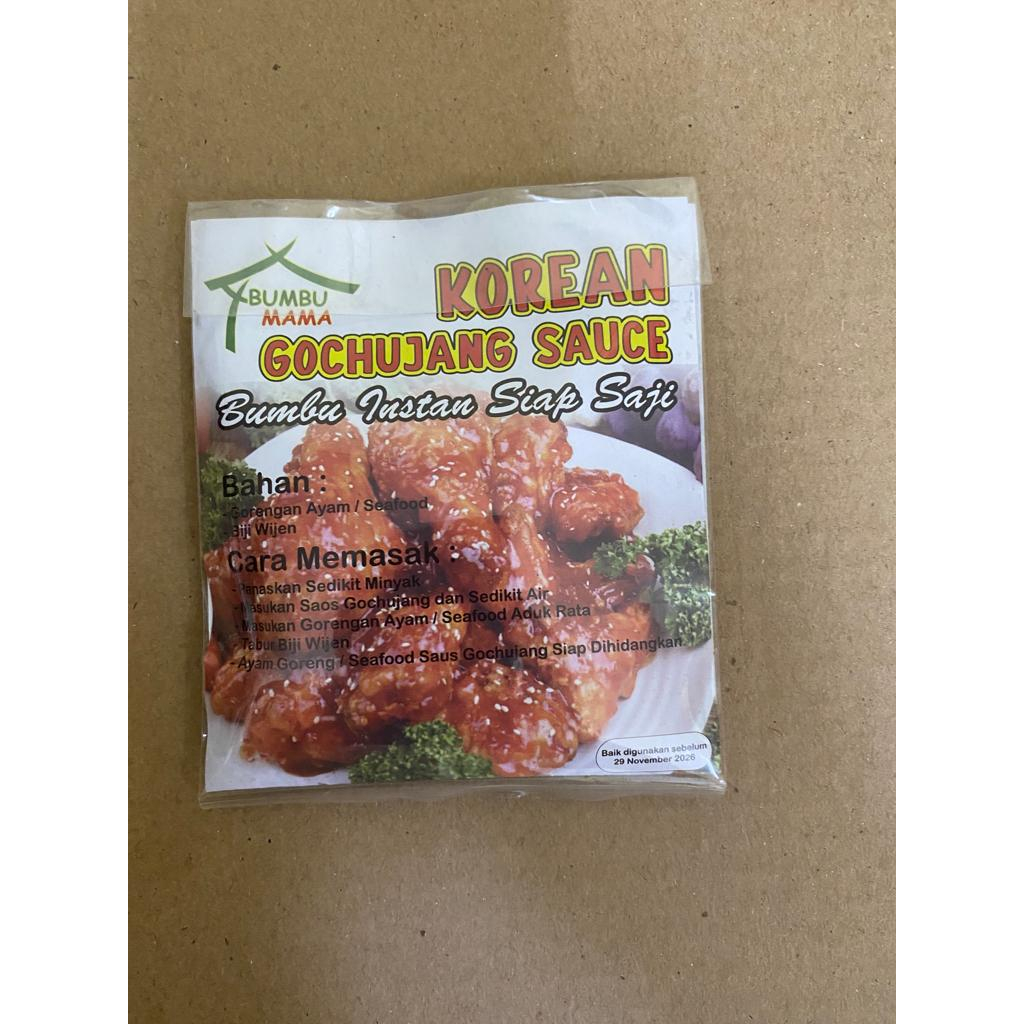 BUMBU
MAMA
KOREAN
GOCHUJANG SAUCE
Bumbu Instan Siap Saji
Bahan :
- Gorengan Ayam / Seafood
- Biji Wijen
Cara Memasak :
- Panaskan Sedikit Minyak
- Masukan Saos Gochujang dan Sedikit Air
- Masukan Gorengan Ayam / Seafood Aduk Rata
- Tabur Biji Wijen
- Ayam Goreng / Seafood Saus Gochujang Siap Dihidangkan.
Baik digunakan sebelum
29 November 2026